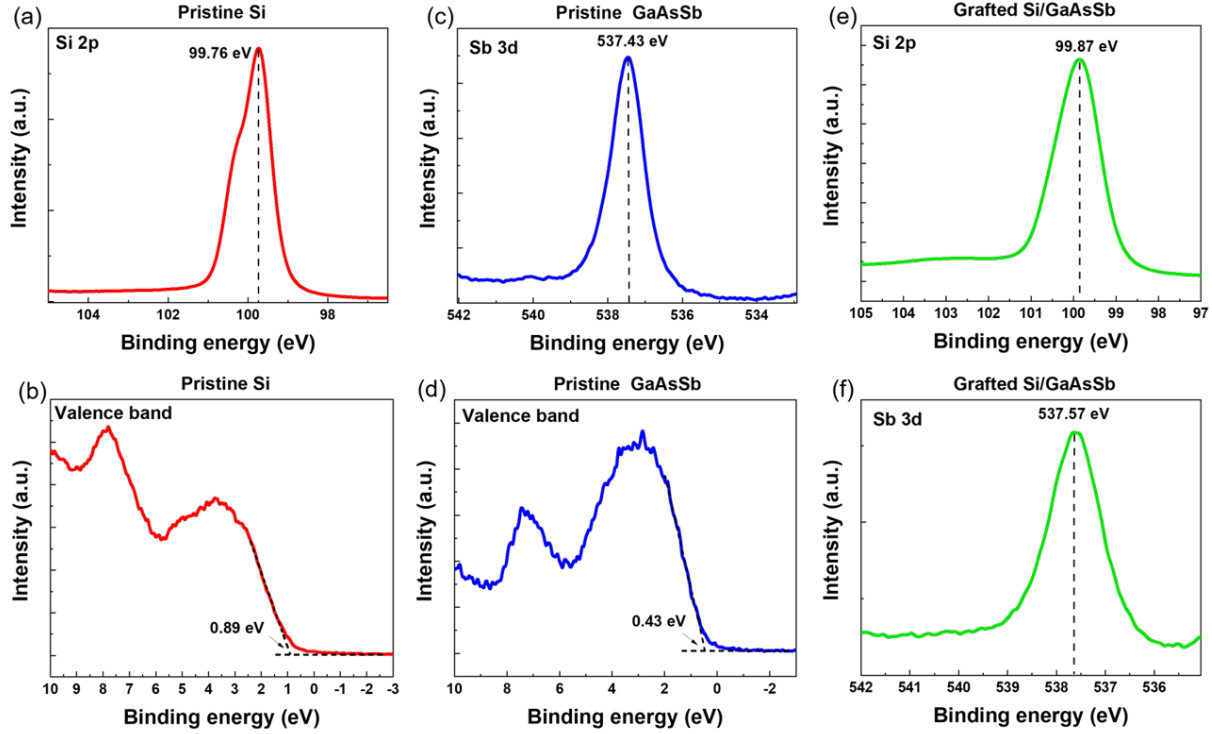 (a)
Pristine Si
Si 2p
99.76 eV
Intensity (a.u.)
104 102 100 98
Binding energy (eV)
(c)
Pristine GaAsSb
Sb 3d
537.43 eV
Intensity (a.u.)
542 540 538 536 534
Binding energy (eV)
(e)
Grafted Si/GaAsSb
Si 2p
99.87 eV
Intensity (a.u.)
105 104 103 102 101 100 99 98 97
Binding energy (eV)
(b)
Pristine Si
Valence band
0.89 eV
Intensity (a.u.)
10 9 8 7 6 5 4 3 2 1 0 -1 -2 -3
Binding energy (eV)
(d)
Pristine GaAsSb
Valence band
0.43 eV
Intensity (a.u.)
10 8 6 4 2 0 -2
Binding energy (eV)
(f)
Grafted Si/GaAsSb
Sb 3d
537.57 eV
Intensity (a.u.)
542 541 540 539 538 537 536
Binding energy (eV)